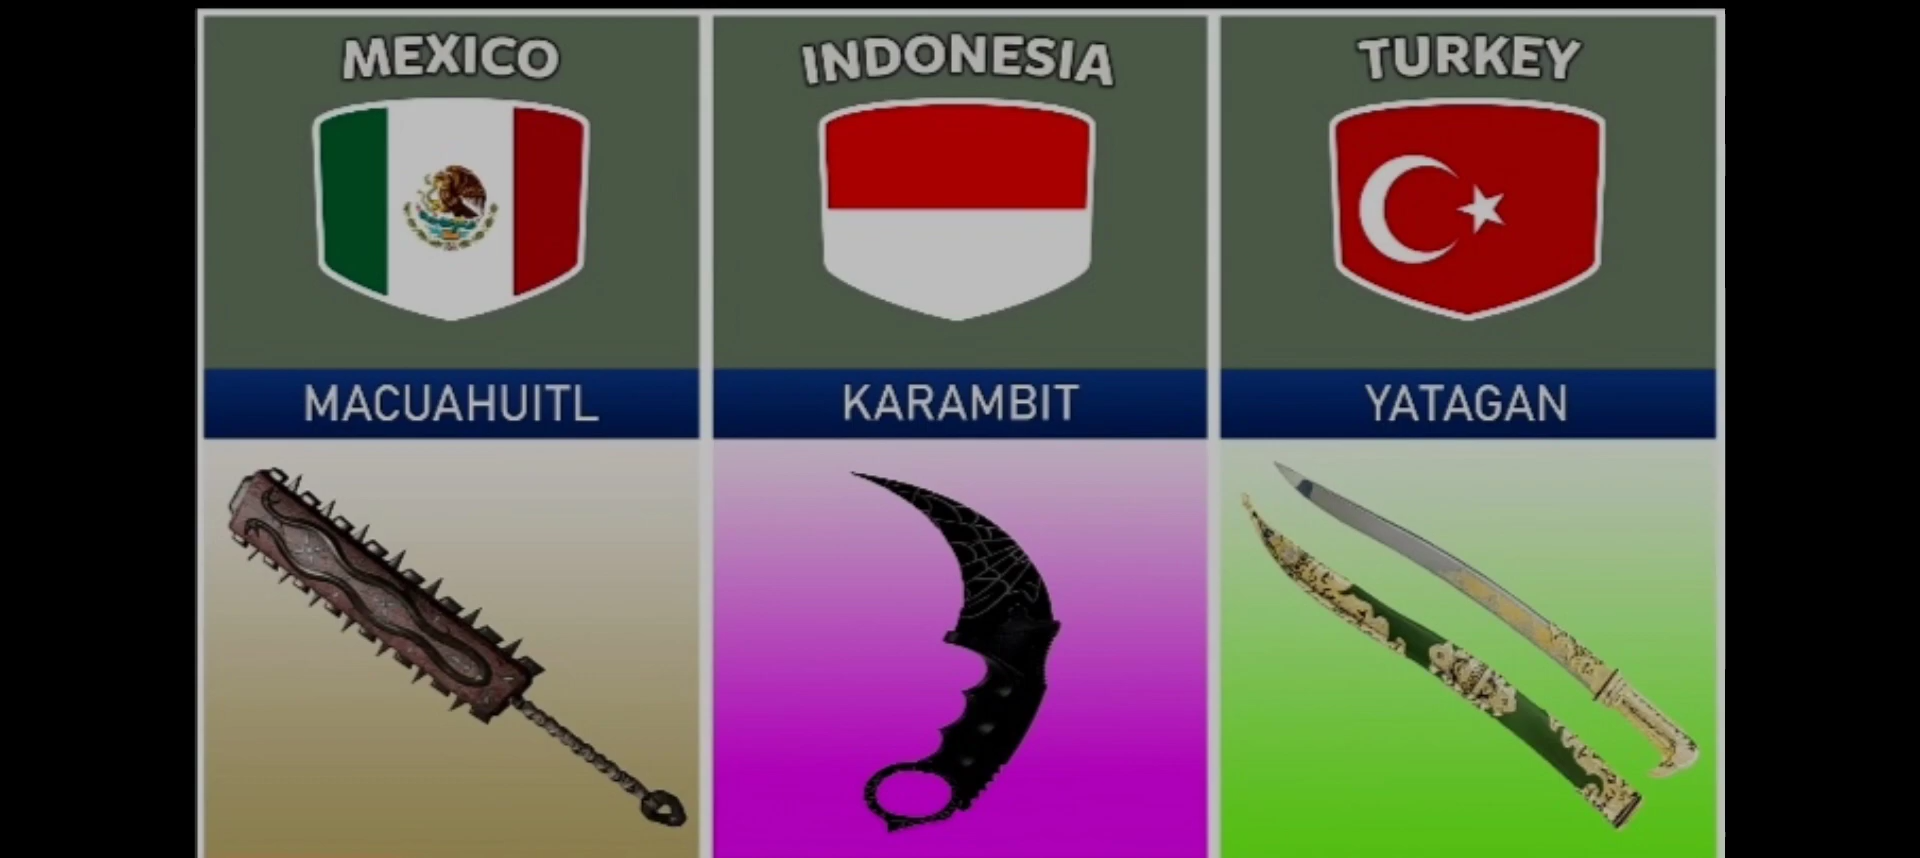 MEXICO
INDONESIA
TURKEY
MACUAHUITL
KARAMBIT
YATAGAN